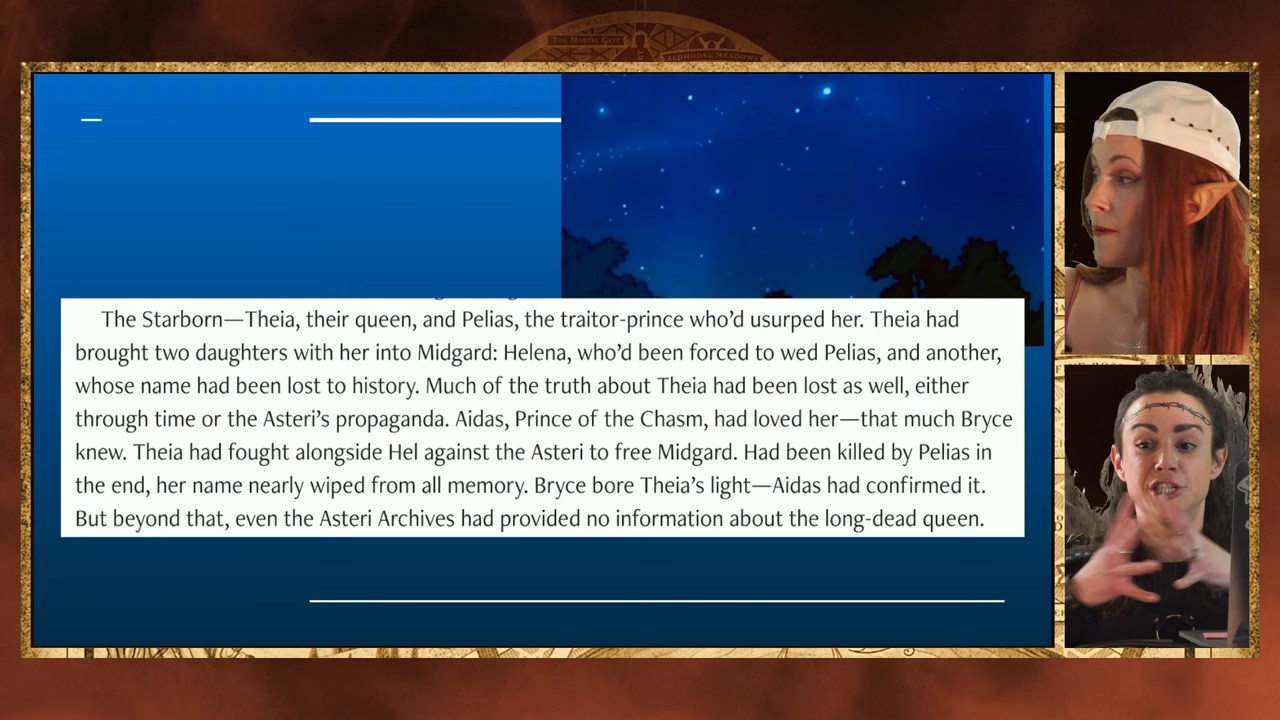 THE MORTAL GATE
ASPHODEL MEADOWS
The Starborn—Theia, their queen, and Pelias, the traitor-prince who’d usurped her. Theia had
brought two daughters with her into Midgard: Helena, who’d been forced to wed Pelias, and another,
whose name had been lost to history. Much of the truth about Theia had been lost as well, either
through time or the Asteri’s propaganda. Aidas, Prince of the Chasm, had loved her—that much Bryce
knew. Theia had fought alongside Hel against the Asteri to free Midgard. Had been killed by Pelias in
the end, her name nearly wiped from all memory. Bryce bore Theia’s light—Aidas had confirmed it.
But beyond that, even the Asteri Archives had provided no information about the long-dead queen.